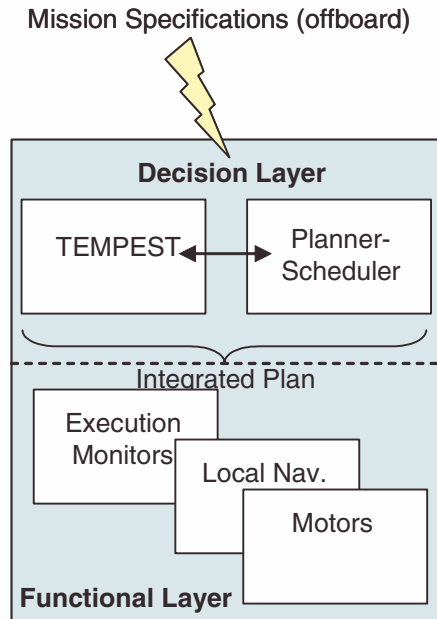 Mission Specifications (offboard)
Decision Layer
TEMPEST
Planner-
Scheduler
Integrated Plan
Execution
Monitors
Local Nav.
Motors
Functional Layer